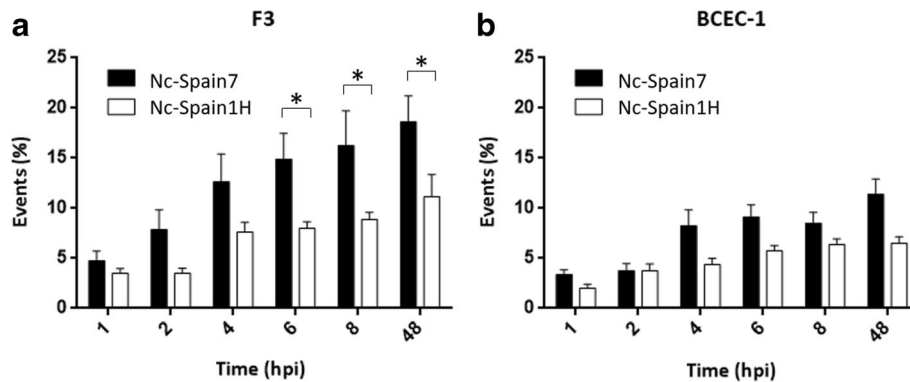 a
F3
25
20
15
10
5
0
Events (%)
Nc-Spain7
Nc-Spain1H
*
*
*
1 2 4 6 8 48
Time (hpi)
b
BCEC-1
25
20
15
10
5
0
Events (%)
Nc-Spain7
Nc-Spain1H
1 2 4 6 8 48
Time (hpi)